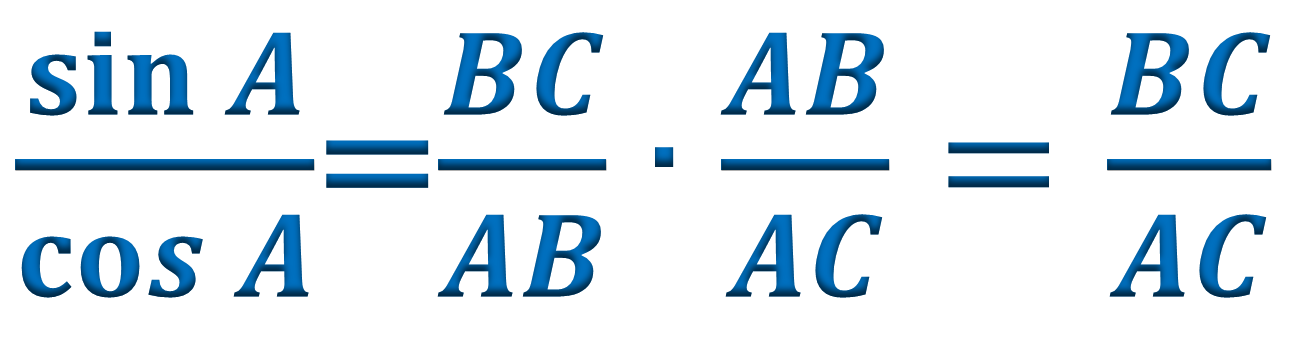 sin A / cos A = BC / AB · AB / AC = BC / AC